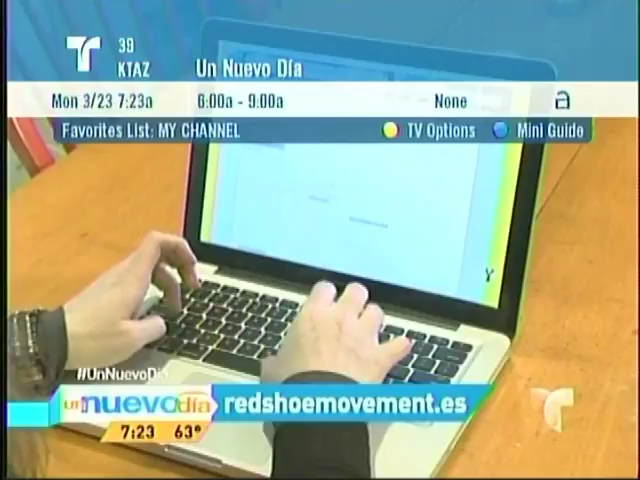 39
KTAZ
Un Nuevo Día
Mon 3/23 7:23a 6:00a - 9:00a None
Favorites List: MY CHANNEL TV Options Mini Guide
#UnNuevoDía
un nuevo día
redshoemovement.es
7:23 63°